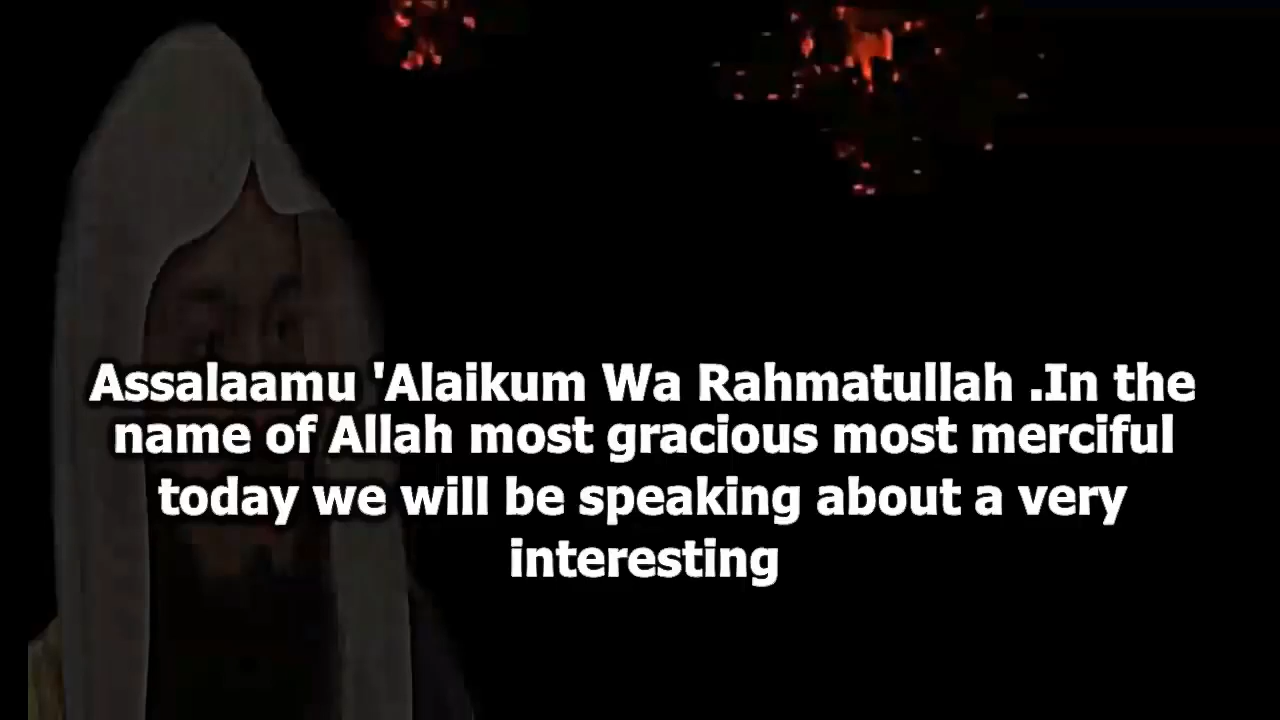 Assalaamu 'Alaikum Wa Rahmatullah .In the
name of Allah most gracious most merciful
today we will be speaking about a very
interesting